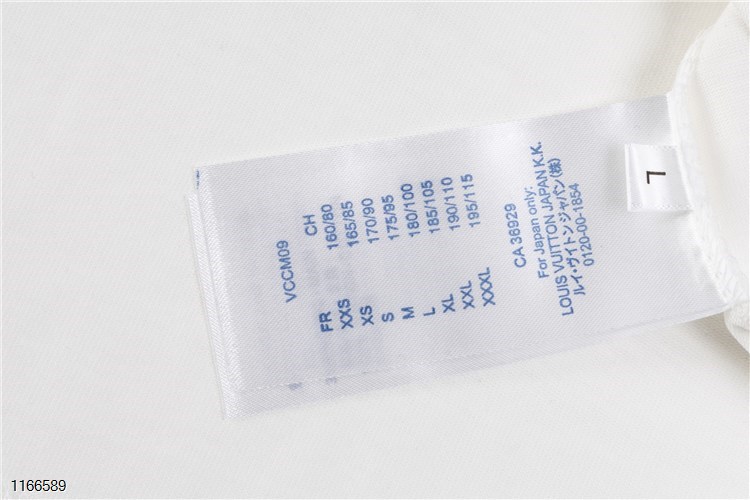 VCCM09
FR CH
XXS 160/80
XS 165/85
S 170/90
M 175/95
L 180/100
XL 185/105
XXL 190/110
XXXL 195/115
CA 36929
For Japan only:
LOUIS VUITTON JAPAN K.K.
ルイ・ヴィトン ジャパン(株)
0120-00-1854
L
1166589